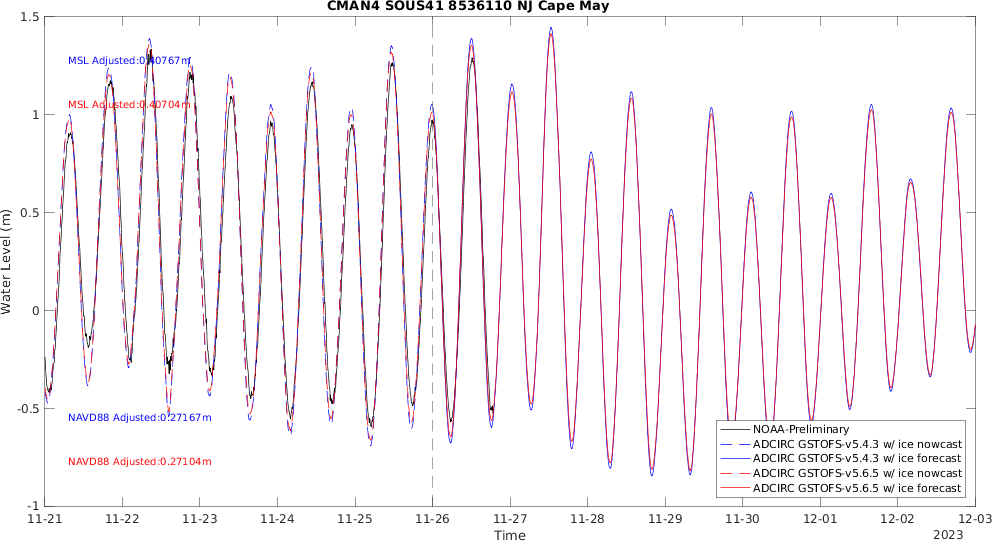 CMAN4 SOUS41 8536110 NJ Cape May
1.5
1
0.5
0
-0.5
-1
Water Level (m)
MSL Adjusted:0.40767m
MSL Adjusted:0.40704m
NAVD88 Adjusted:0.27167m
NAVD88 Adjusted:0.27104m
NOAA-Preliminary
ADCIRC GSTOFS-v5.4.3 w/ ice nowcast
ADCIRC GSTOFS-v5.4.3 w/ ice forecast
ADCIRC GSTOFS-v5.6.5 w/ ice nowcast
ADCIRC GSTOFS-v5.6.5 w/ ice forecast
11-21 11-22 11-23 11-24 11-25 11-26 11-27 11-28 11-29 11-30 12-01 12-02 12-03
Time
2023